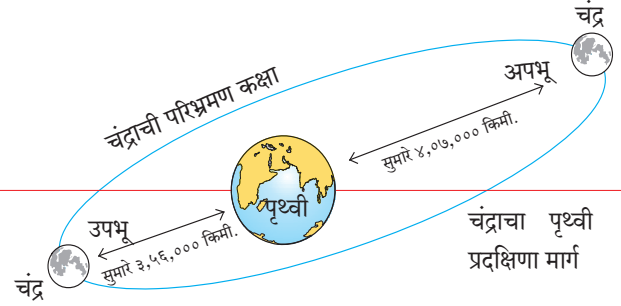 चंद्र
अपभू
चंद्राची परिभ्रमण कक्षा
सुमारे ४,०७,००० किमी.
पृथ्वी
उपभू
सुमारे ३,५६,००० किमी.
चंद्र
चंद्राचा पृथ्वी
प्रदक्षिणा मार्ग